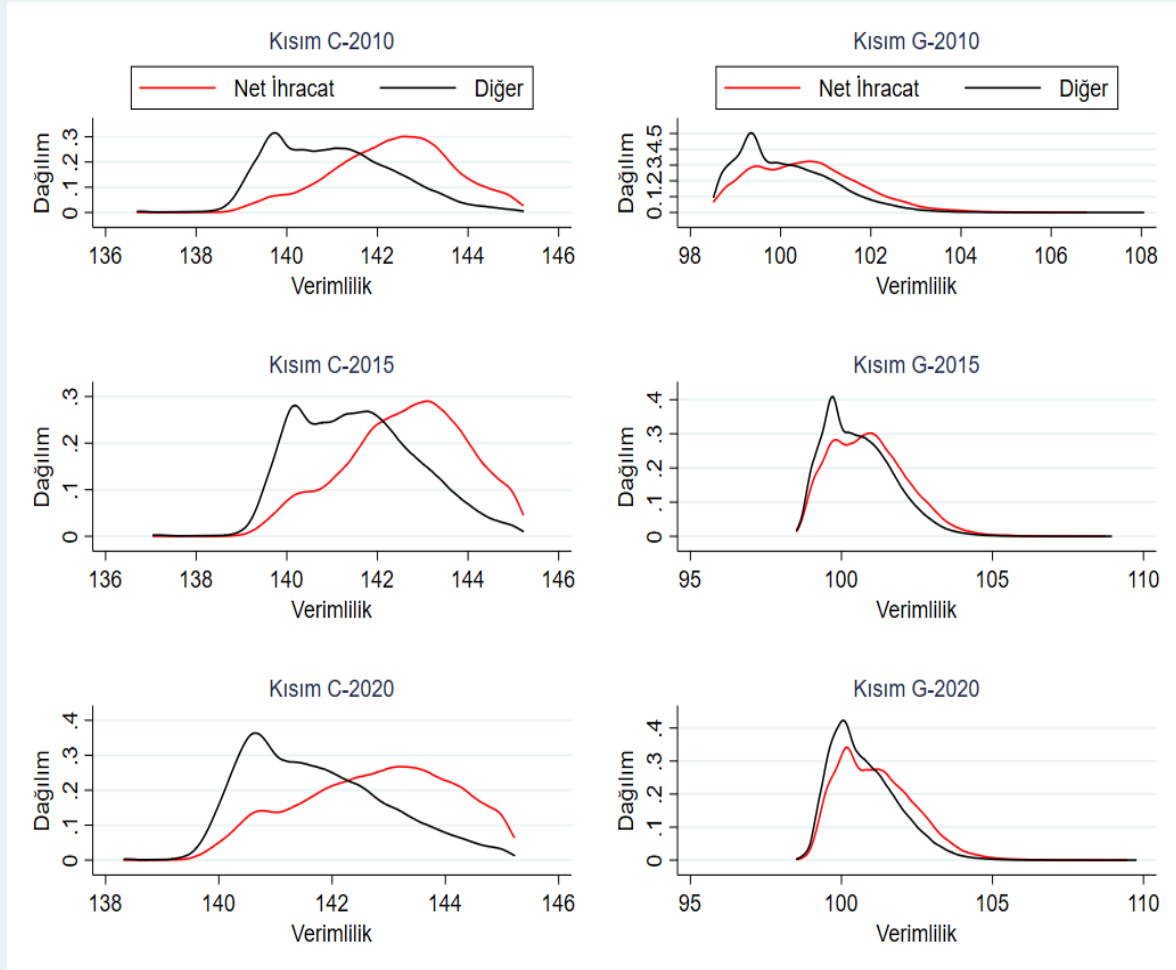 Kısım C-2010
Net İhracat Diğer
Dağılım
0 .1 .2 .3
136 138 140 142 144 146
Verimlilik
Kısım G-2010
Net İhracat Diğer
Dağılım
0 .1 .2 .3 .4 .5
98 100 102 104 106 108
Verimlilik
Kısım C-2015
Dağılım
0 .1 .2 .3
136 138 140 142 144 146
Verimlilik
Kısım G-2015
Dağılım
0 .1 .2 .3 .4
95 100 105 110
Verimlilik
Kısım C-2020
Dağılım
0 .1 .2 .3 .4
138 140 142 144 146
Verimlilik
Kısım G-2020
Dağılım
0 .1 .2 .3 .4
95 100 105 110
Verimlilik